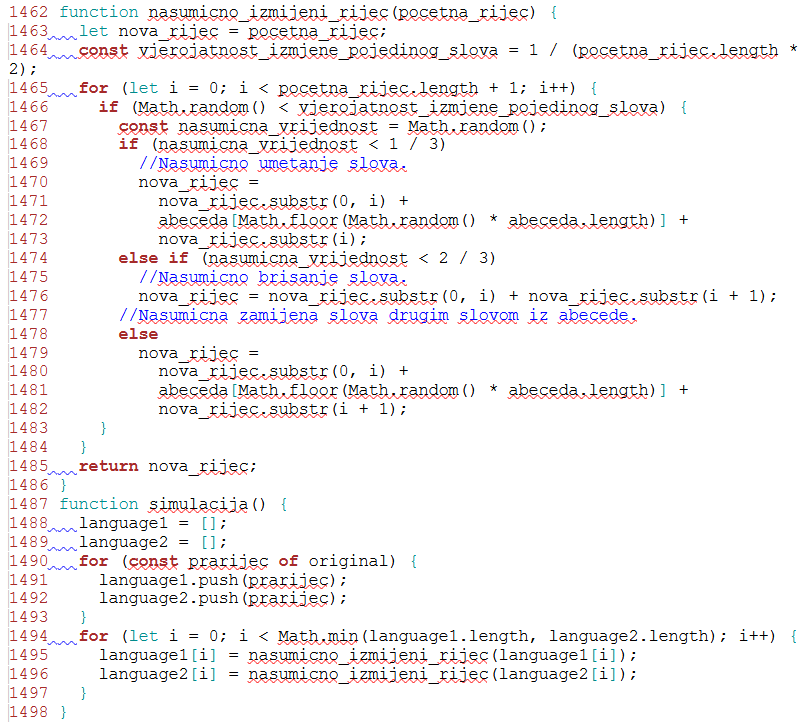 1462 function nasumicno_izmijeni_rijec(pocetna_rijec) {
1463   let nova_rijec = pocetna_rijec;
1464   const vjerojatnost_izmjene_pojedinog_slova = 1 / (pocetna_rijec.length *
2);
1465   for (let i = 0; i < pocetna_rijec.length + 1; i++) {
1466     if (Math.random() < vjerojatnost_izmjene_pojedinog_slova) {
1467       const nasumicna_vrijednost = Math.random();
1468       if (nasumicna_vrijednost < 1 / 3)
1469         //Nasumicno umetanje slova.
1470         nova_rijec =
1471           nova_rijec.substr(0, i) +
1472           abeceda[Math.floor(Math.random() * abeceda.length)] +
1473           nova_rijec.substr(i);
1474       else if (nasumicna_vrijednost < 2 / 3)
1475         //Nasumicno brisanje slova.
1476         nova_rijec = nova_rijec.substr(0, i) + nova_rijec.substr(i + 1);
1477       //Nasumicna zamijena slova drugim slovom iz abecede.
1478       else
1479         nova_rijec =
1480           nova_rijec.substr(0, i) +
1481           abeceda[Math.floor(Math.random() * abeceda.length)] +
1482           nova_rijec.substr(i + 1);
1483     }
1484   }
1485   return nova_rijec;
1486 }
1487 function simulacija() {
1488   language1 = [];
1489   language2 = [];
1490   for (const prarijec of original) {
1491     language1.push(prarijec);
1492     language2.push(prarijec);
1493   }
1494   for (let i = 0; i < Math.min(language1.length, language2.length); i++) {
1495     language1[i] = nasumicno_izmijeni_rijec(language1[i]);
1496     language2[i] = nasumicno_izmijeni_rijec(language2[i]);
1497   }
1498 }